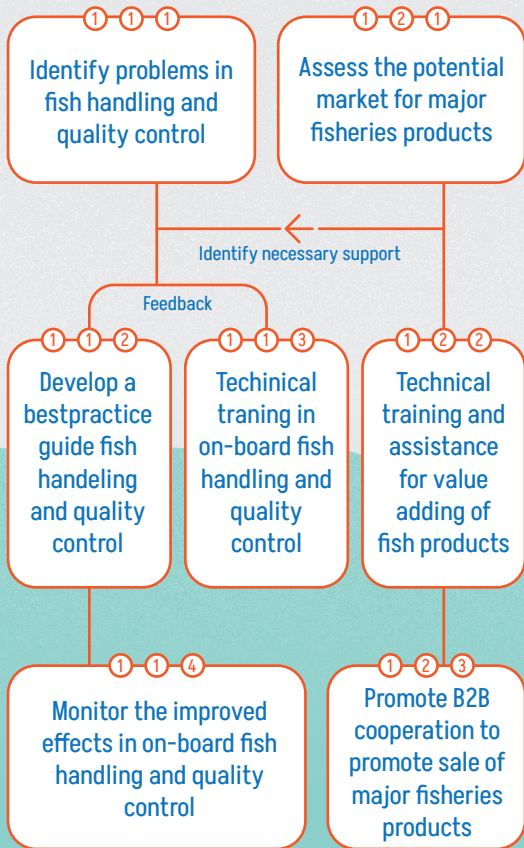 1 1 1
Identify problems in
fish handling and
quality control
1 2 1
Assess the potential
market for major
fisheries products
Identify necessary support
Feedback
1 1 2
Develop a
bestpractice
guide fish
handeling
and quality
control
1 1 3
Techinical
traning in
on-board fish
handling and
quality
control
1 2 2
Technical
training and
assistance
for value
adding of
fish products
1 1 4
Monitor the improved
effects in on-board fish
handling and quality
control
1 2 3
Promote B2B
cooperation to
promote sale of
major fisheries
products